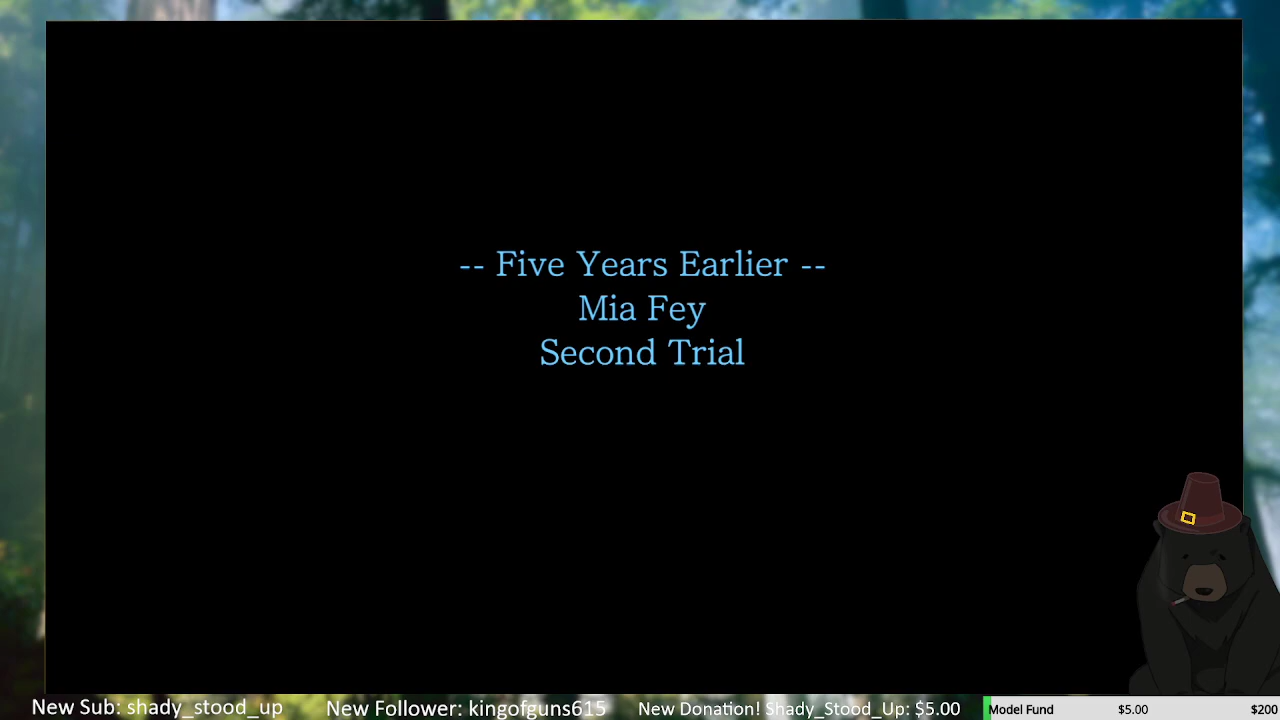 -- Five Years Earlier --
Mia Fey
Second Trial
New Sub: shady_stood_up
New Follower: kingofguns615
New Donation! Shady_Stood_Up: $5.00
Model Fund $5.00 $200